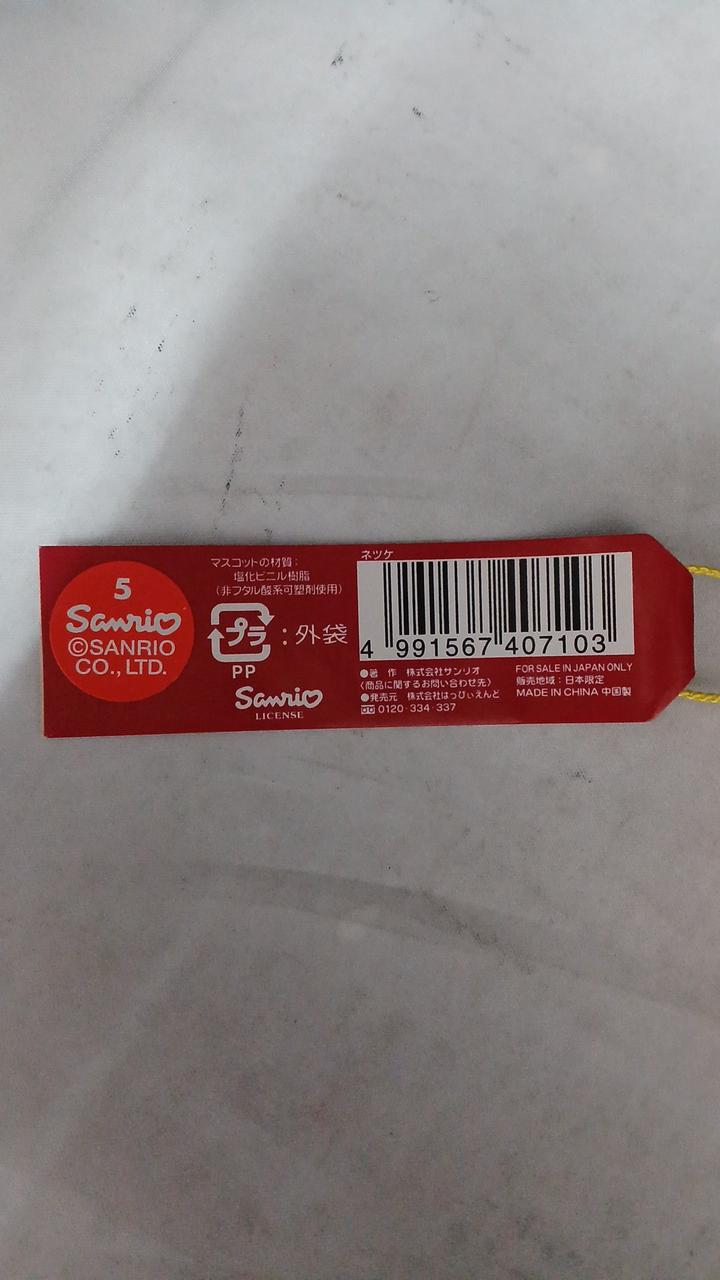 5
Sanrio
©SANRIO
CO., LTD.
マスコットの材質:
塩化ビニル樹脂
(非フタル酸系可塑剤使用)
プラ
:外袋
PP
Sanrio
LICENSE
ネツケ
4 991567 407103
●著 作 株式会社サンリオ
〈商品に関するお問い合わせ先〉
●発売元 株式会社はっぴぃえんど
0120-334-337
FOR SALE IN JAPAN ONLY
販売地域:日本限定
MADE IN CHINA 中国製